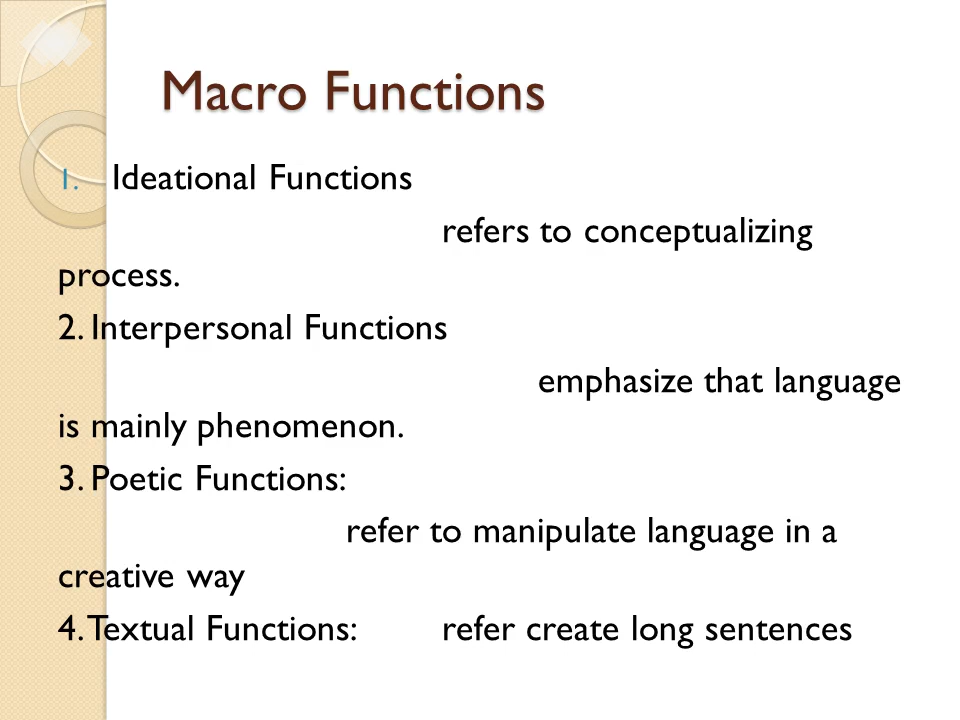 Macro Functions
1. Ideational Functions
refers to conceptualizing
process.
2. Interpersonal Functions
emphasize that language
is mainly phenomenon.
3. Poetic Functions:
refer to manipulate language in a
creative way
4. Textual Functions: refer create long sentences